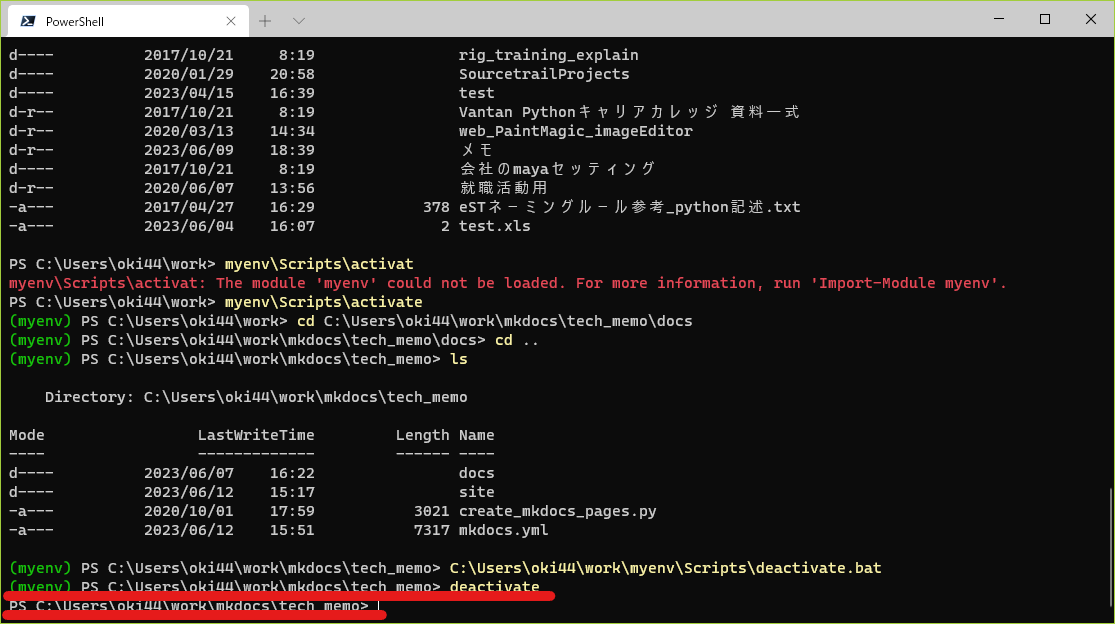 PowerShell
d----          2017/10/21     8:19                rig_training_explain
d----          2020/01/29    20:58                SourcetrailProjects
d----          2023/04/15    16:39                test
d-r--          2017/10/21     8:19                Vantan Pythonキャリアカレッジ 資料一式
d-r--          2020/03/13    14:34                web_PaintMagic_imageEditor
d-r--          2023/06/09    18:39                メモ
d----          2017/10/21     8:19                会社のmayaセッティング
d-r--          2020/06/07    13:56                就職活動用
-a---          2017/04/27    16:29            378 eSTネーミングルール参考_python記述.txt
-a---          2023/06/04    16:07              2 test.xls
PS C:\Users\oki44\work> myenv\Scripts\activat
myenv\Scripts\activat: The module 'myenv' could not be loaded. For more information, run 'Import-Module myenv'.
PS C:\Users\oki44\work> myenv\Scripts\activate
(myenv) PS C:\Users\oki44\work> cd C:\Users\oki44\work\mkdocs\tech_memo\docs
(myenv) PS C:\Users\oki44\work\mkdocs\tech_memo\docs> cd ..
(myenv) PS C:\Users\oki44\work\mkdocs\tech_memo> ls
    Directory: C:\Users\oki44\work\mkdocs\tech_memo
Mode                 LastWriteTime         Length Name
----                 -------------         ------ ----
d----          2023/06/07    16:22                docs
d----          2023/06/12    15:17                site
-a---          2020/10/01    17:59           3021 create_mkdocs_pages.py
-a---          2023/06/12    15:51           7317 mkdocs.yml
(myenv) PS C:\Users\oki44\work\mkdocs\tech_memo> C:\Users\oki44\work\myenv\Scripts\deactivate.bat
(myenv) PS C:\Users\oki44\work\mkdocs\tech_memo> deactivate
PS C:\Users\oki44\work\mkdocs\tech_memo>